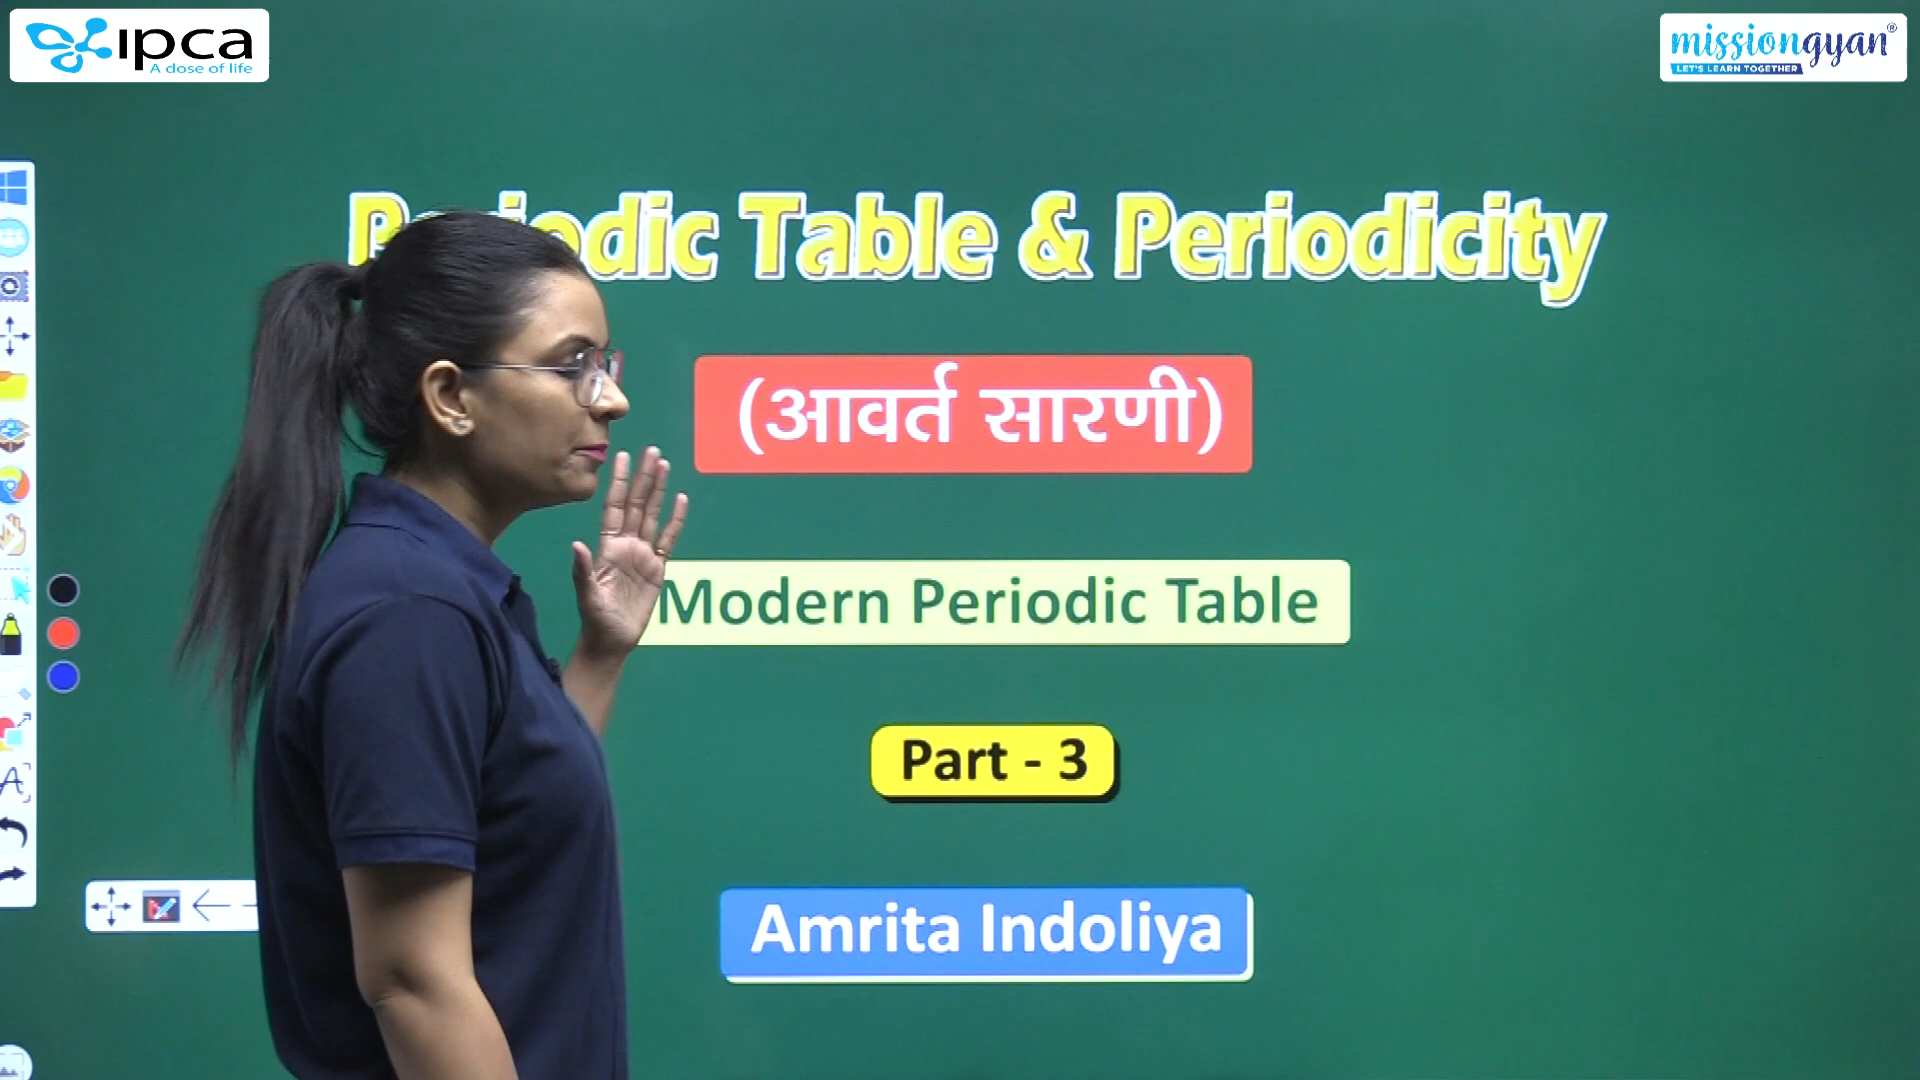 ipca
A dose of life
missiongyan®
LET'S LEARN TOGETHER
Periodic Table & Periodicity
(आवर्त सारणी)
Modern Periodic Table
Part - 3
Amrita Indoliya